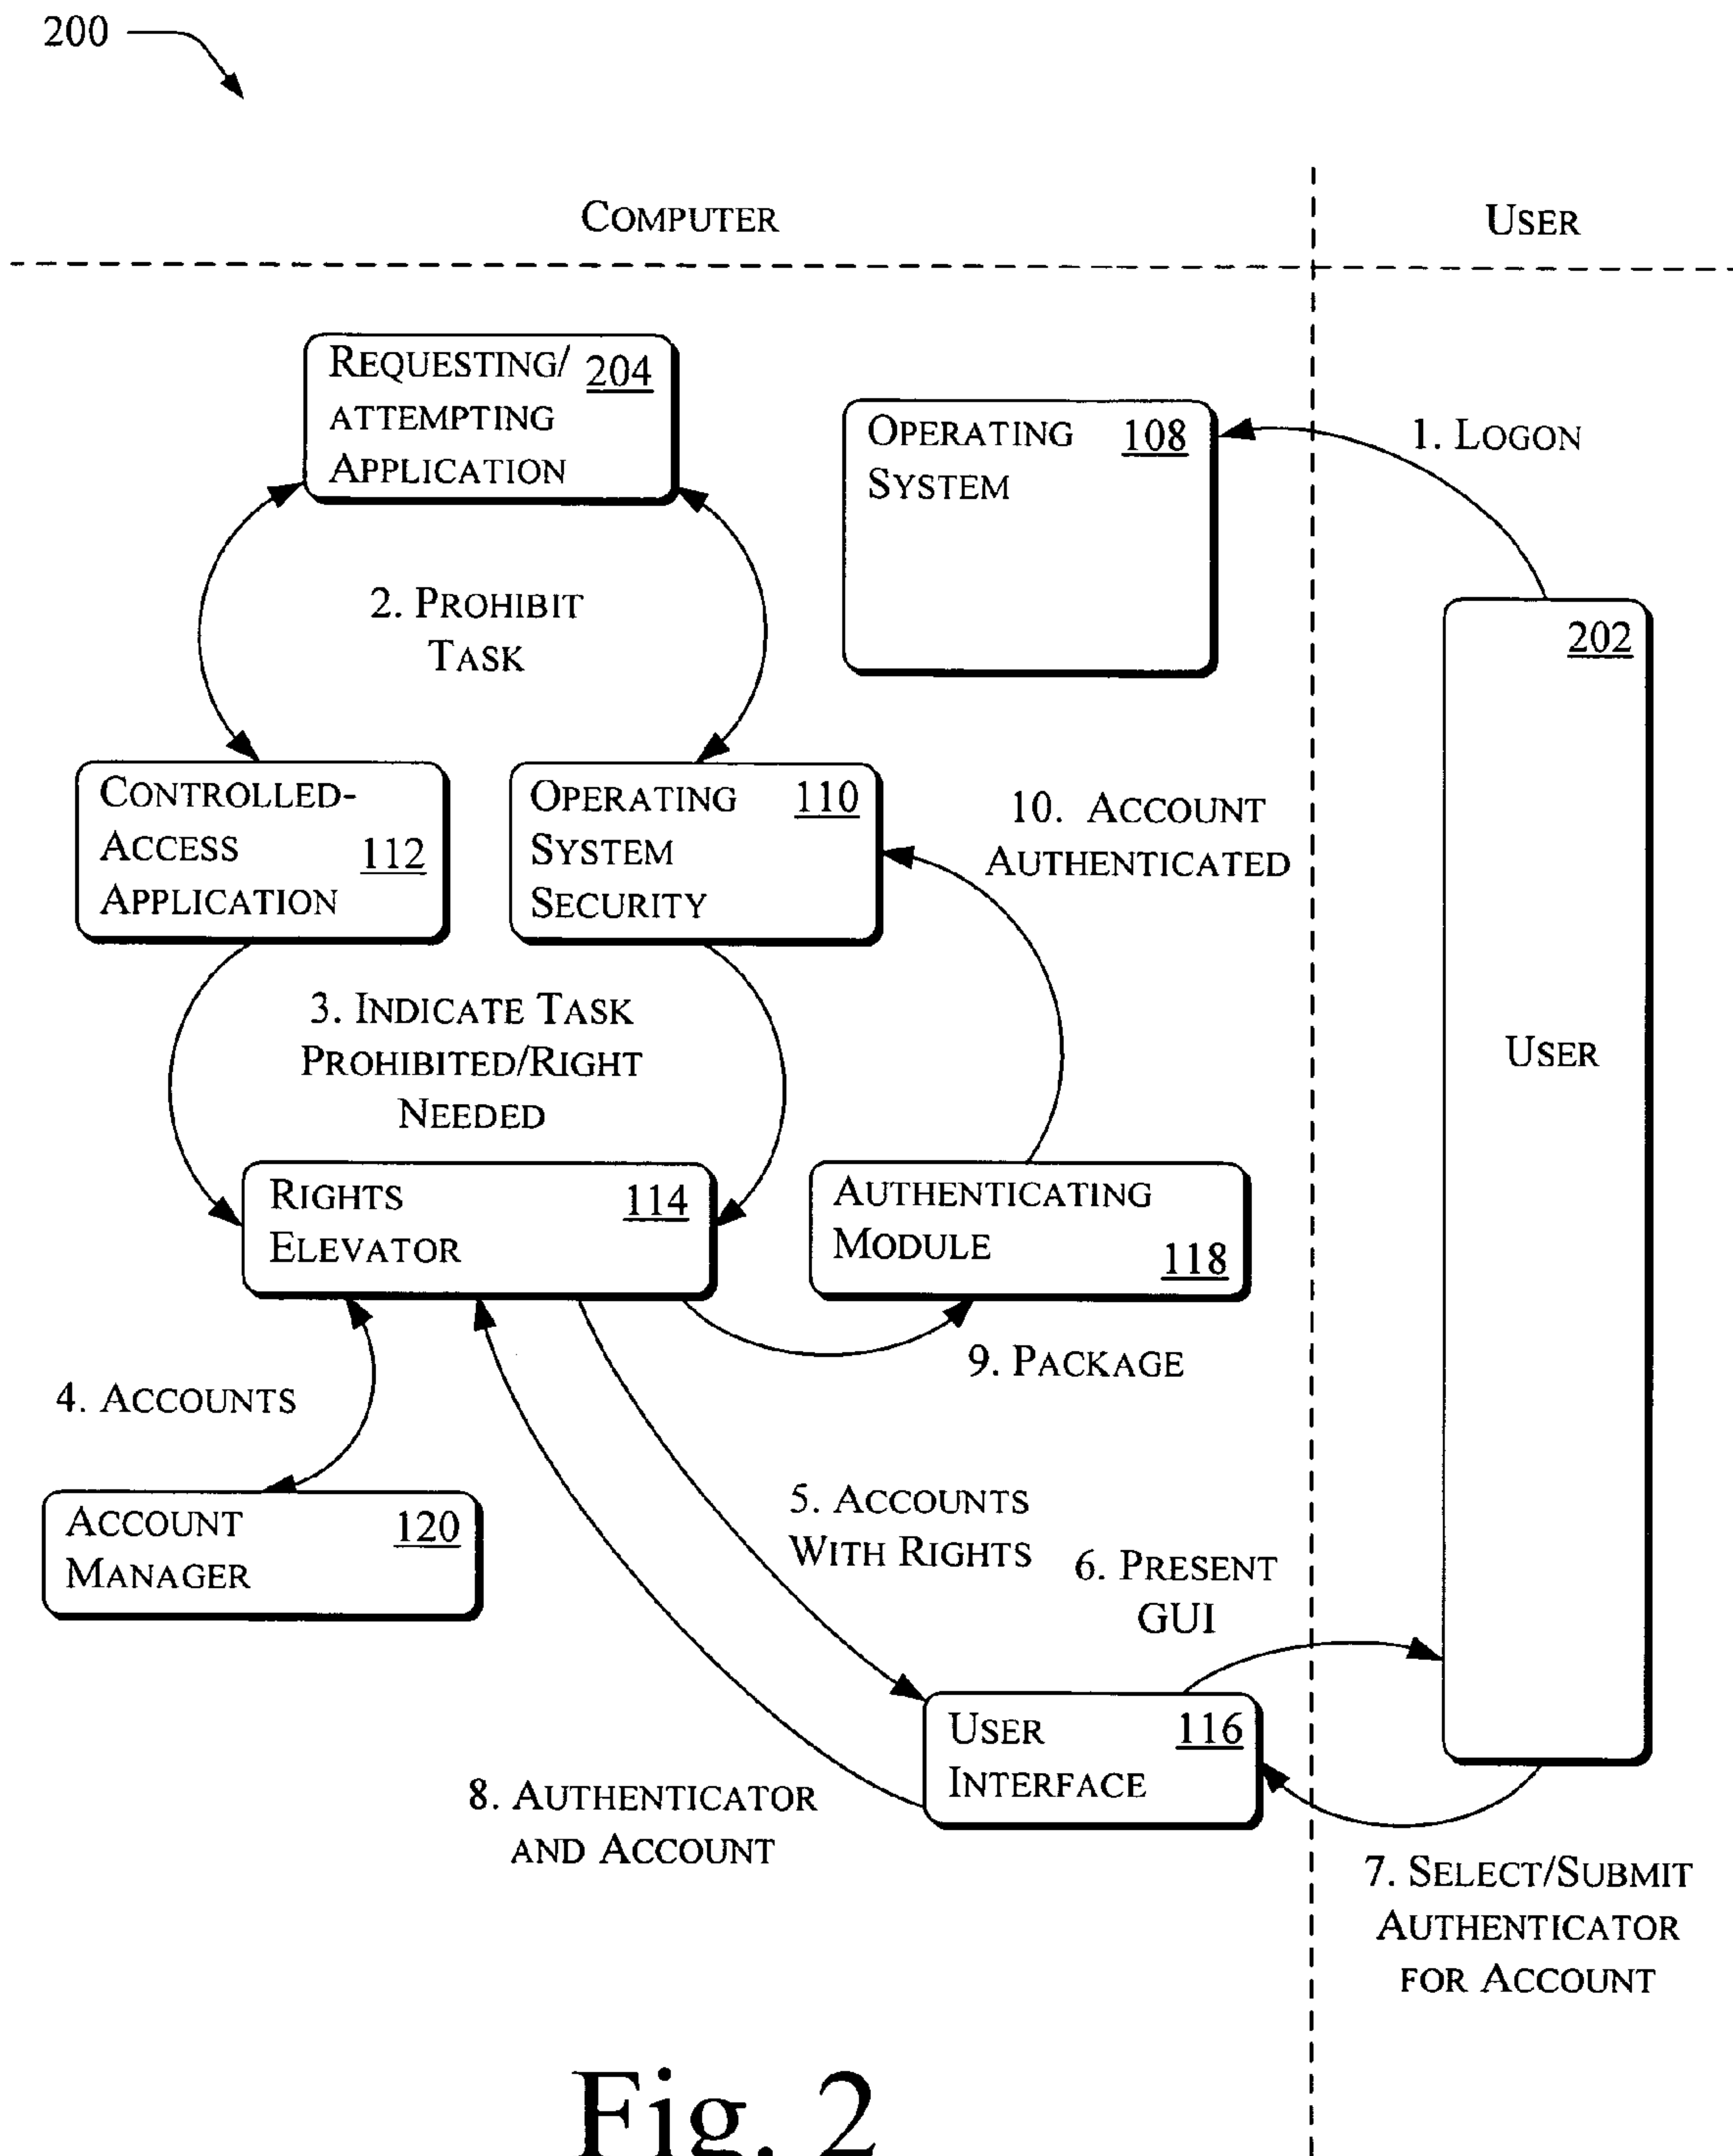 200
COMPUTER
USER
REQUESTING/ 204
ATTEMPTING
APPLICATION
OPERATING 108
SYSTEM
1. LOGON
202
USER
2. PROHIBIT
TASK
CONTROLLED-
ACCESS 112
APPLICATION
OPERATING 110
SYSTEM
SECURITY
10. ACCOUNT
AUTHENTICATED
3. INDICATE TASK
PROHIBITED/RIGHT
NEEDED
RIGHTS 114
ELEVATOR
AUTHENTICATING
MODULE 118
9. PACKAGE
4. ACCOUNTS
ACCOUNT 120
MANAGER
5. ACCOUNTS
WITH RIGHTS
6. PRESENT
GUI
USER 116
INTERFACE
8. AUTHENTICATOR
AND ACCOUNT
7. SELECT/SUBMIT
AUTHENTICATOR
FOR ACCOUNT
Fig. 2